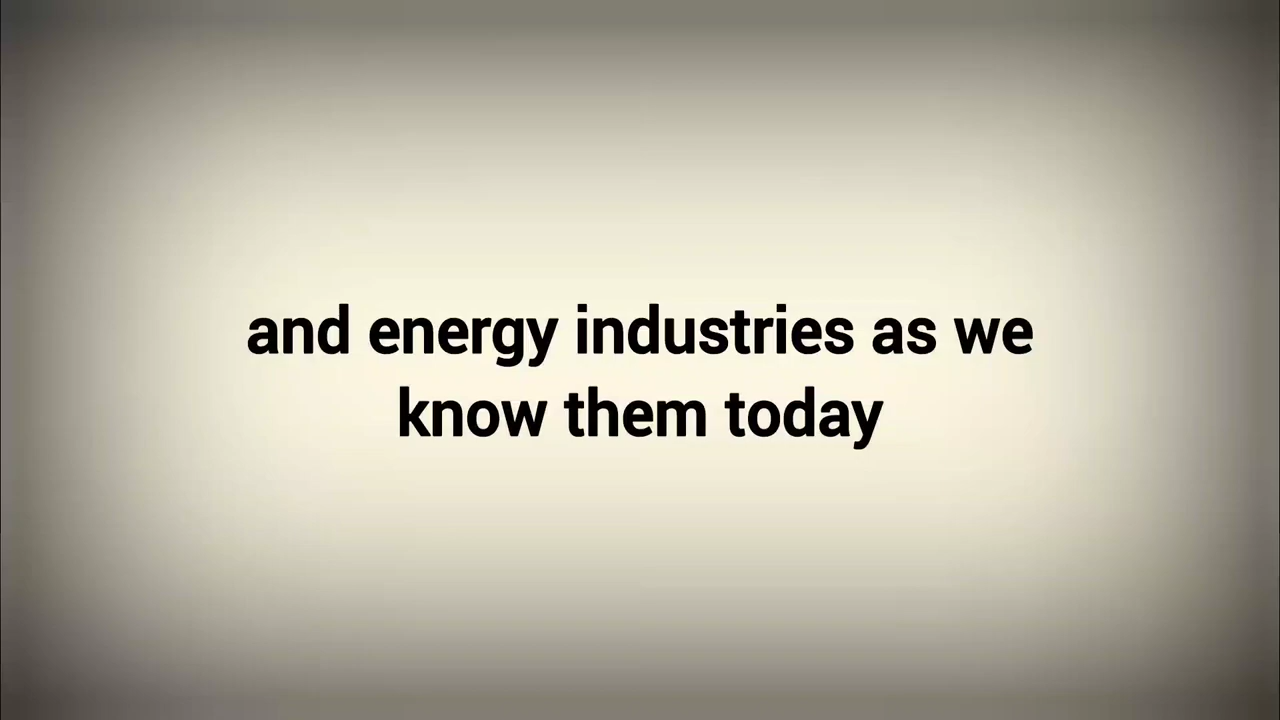 and energy industries as we
know them today